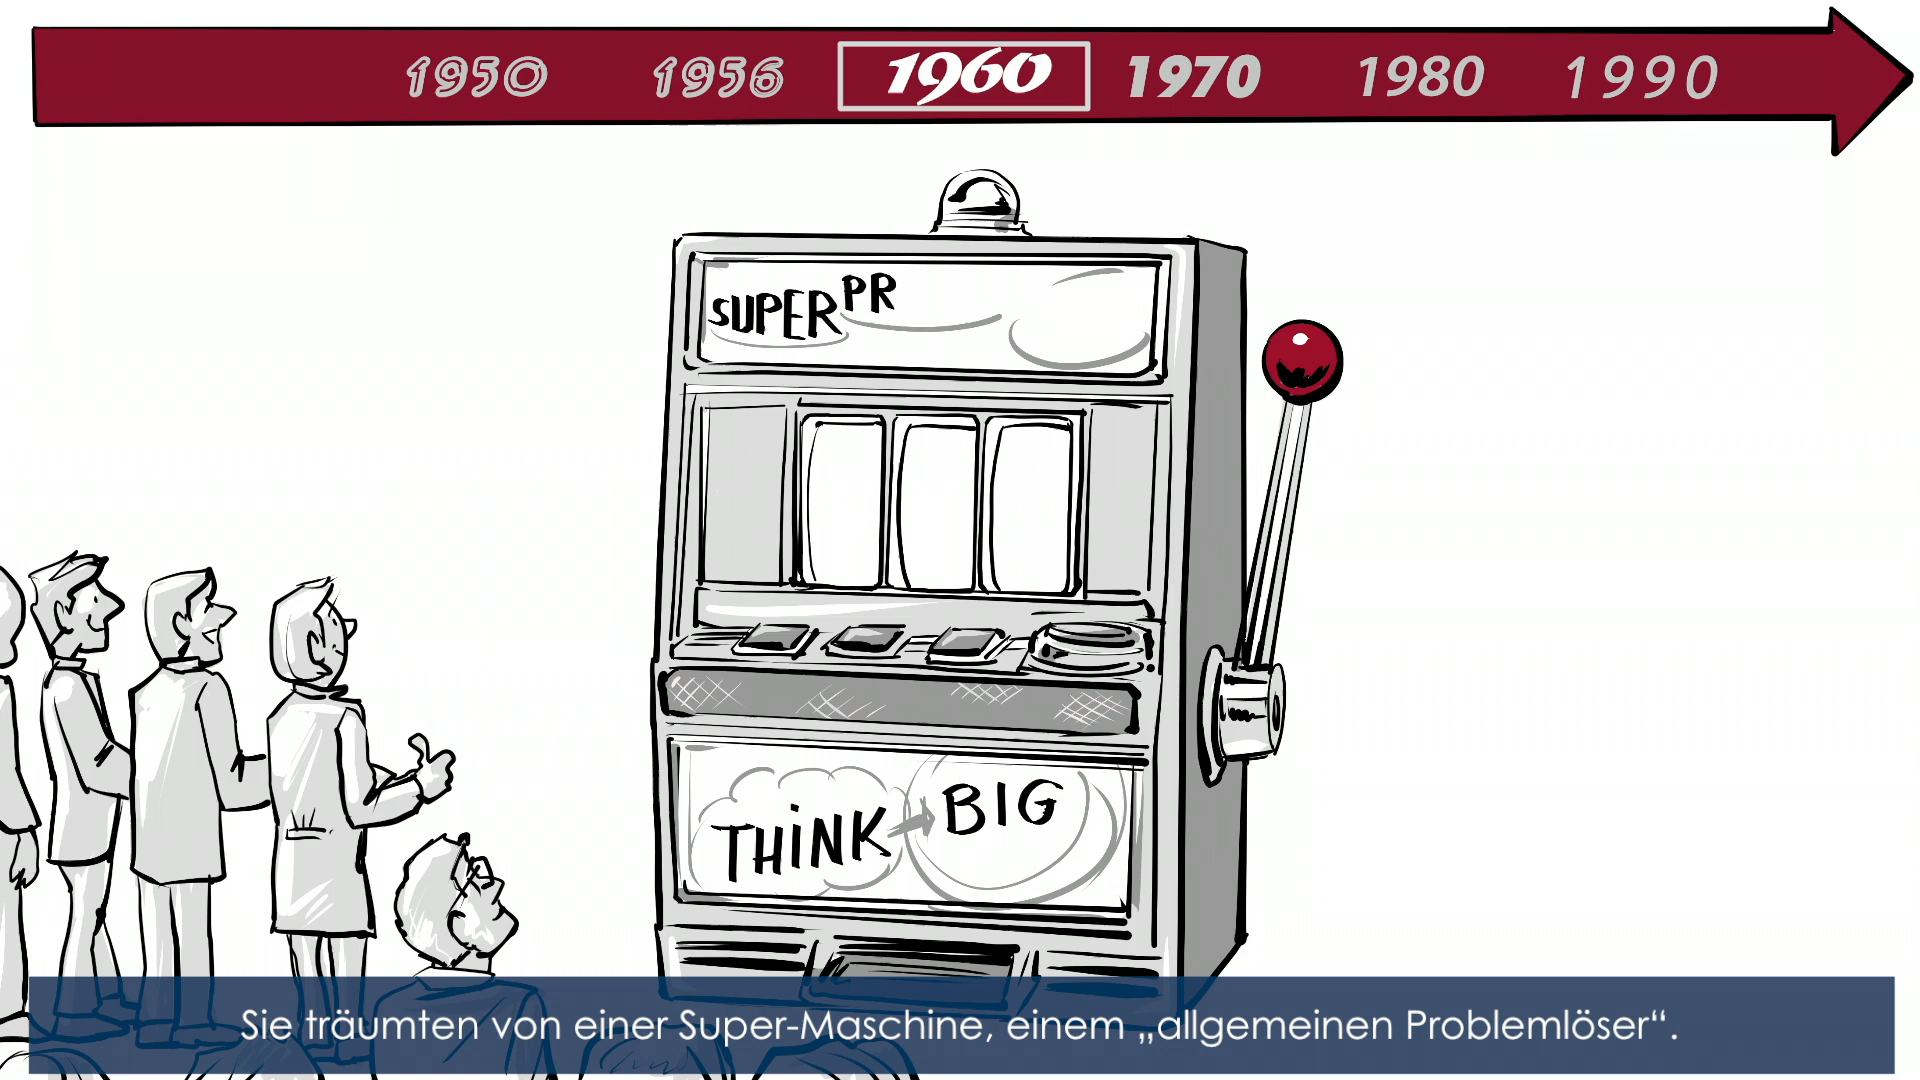 1950 1956 1960 1970 1980 1990
SUPER PR
THiNK BIG
Sie träumten von einer Super-Maschine, einem „allgemeinen Problemlöser“.